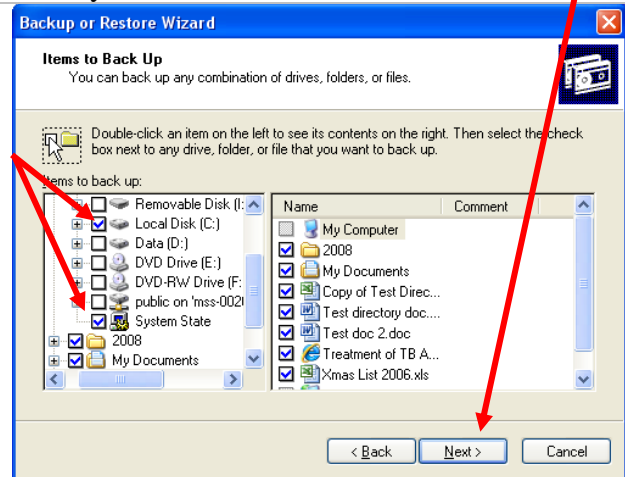 Backup or Restore Wizard
Items to Back Up
You can back up any combination of drives, folders, or files.
Double-click an item on the left to see its contents on the right. Then select the check
box next to any drive, folder, or file that you want to back up.
Items to back up:
Removable Disk (I:
Local Disk (C:)
Data (D:)
DVD Drive (E:)
DVD-RW Drive (F:
public on 'mss-002
System State
2008
My Documents
Name Comment
My Computer
2008
My Documents
Copy of Test Direc...
Test directory doc....
Test doc 2.doc
Treatment of TB A...
Xmas List 2006.xls
< Back Next > Cancel